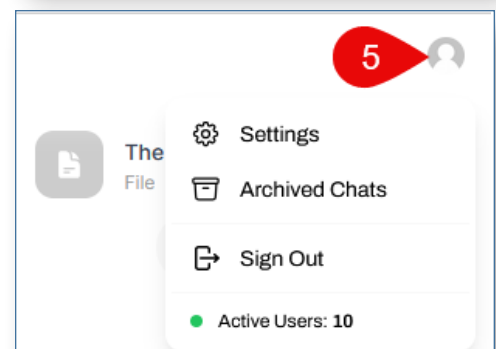 5
Settings
The
File
Archived Chats
Sign Out
Active Users: 10